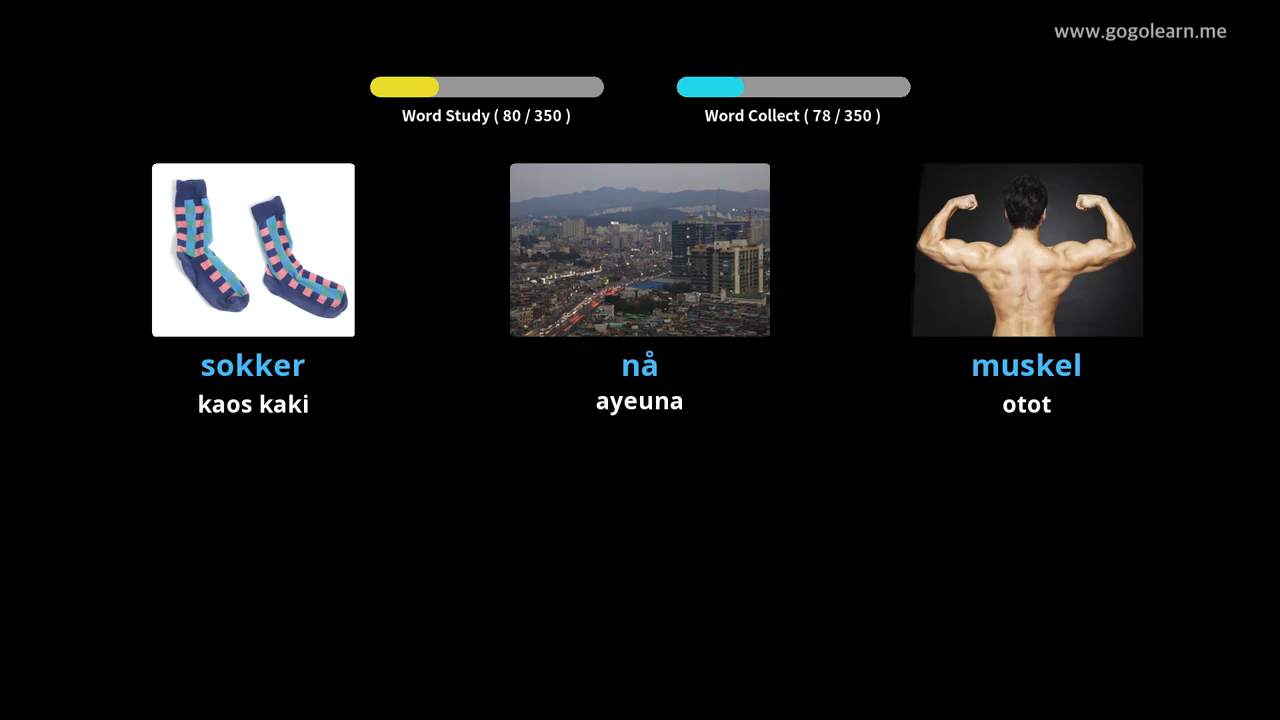 www.gogolearn.me
Word Study ( 80 / 350 )
Word Collect ( 78 / 350 )
sokker
kaos kaki
nå
ayeuna
muskel
otot